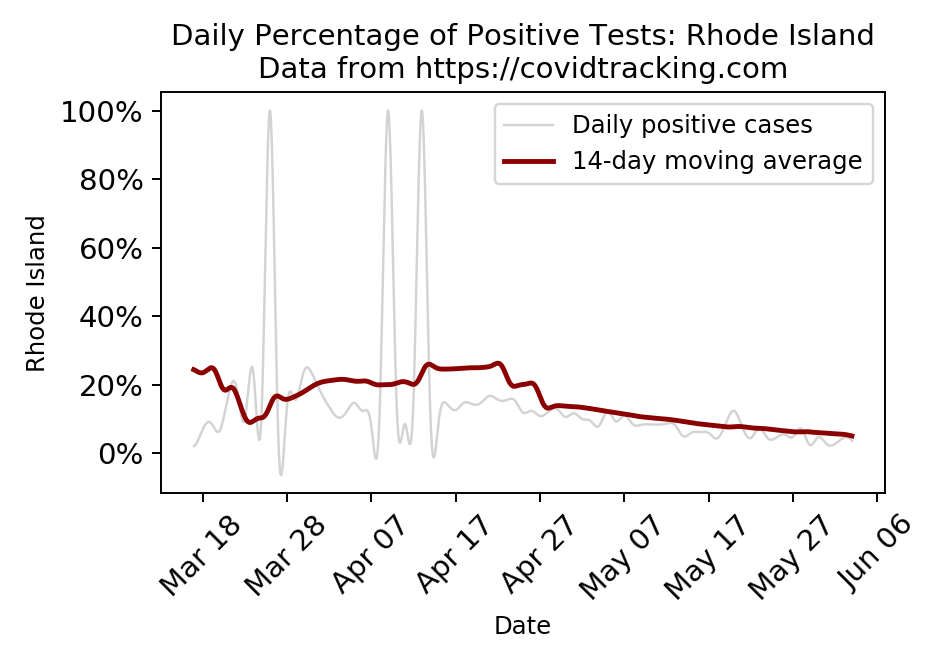 Daily Percentage of Positive Tests: Rhode Island
Data from https://covidtracking.com
100%
80%
60%
40%
20%
0%
Rhode Island
Daily positive cases
14-day moving average
Mar 18
Mar 28
Apr 07
Apr 17
Apr 27
May 07
May 17
May 27
Jun 06
Date